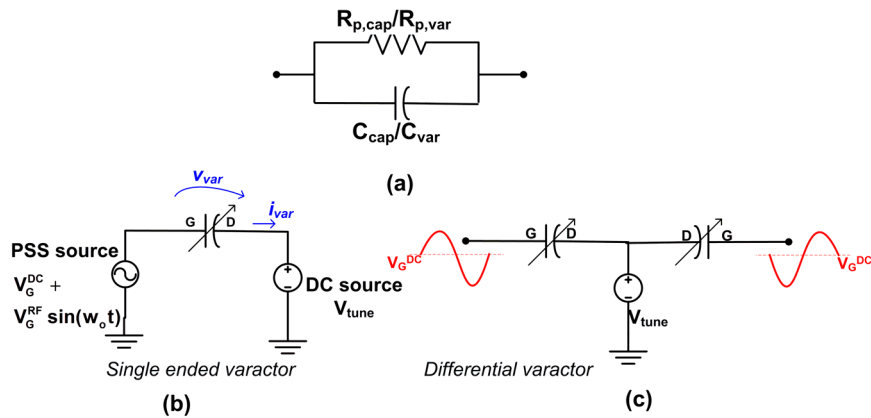 Rp,cap/Rp,var
Ccap/Cvar
(a)
vvar
ivar
G D
PSS source
VGDC +
VGRF sin(wot)
+
−
DC source
Vtune
Single ended varactor
(b)
G D
D G
VGDC
VGDC
+
−
Vtune
Differential varactor
(c)